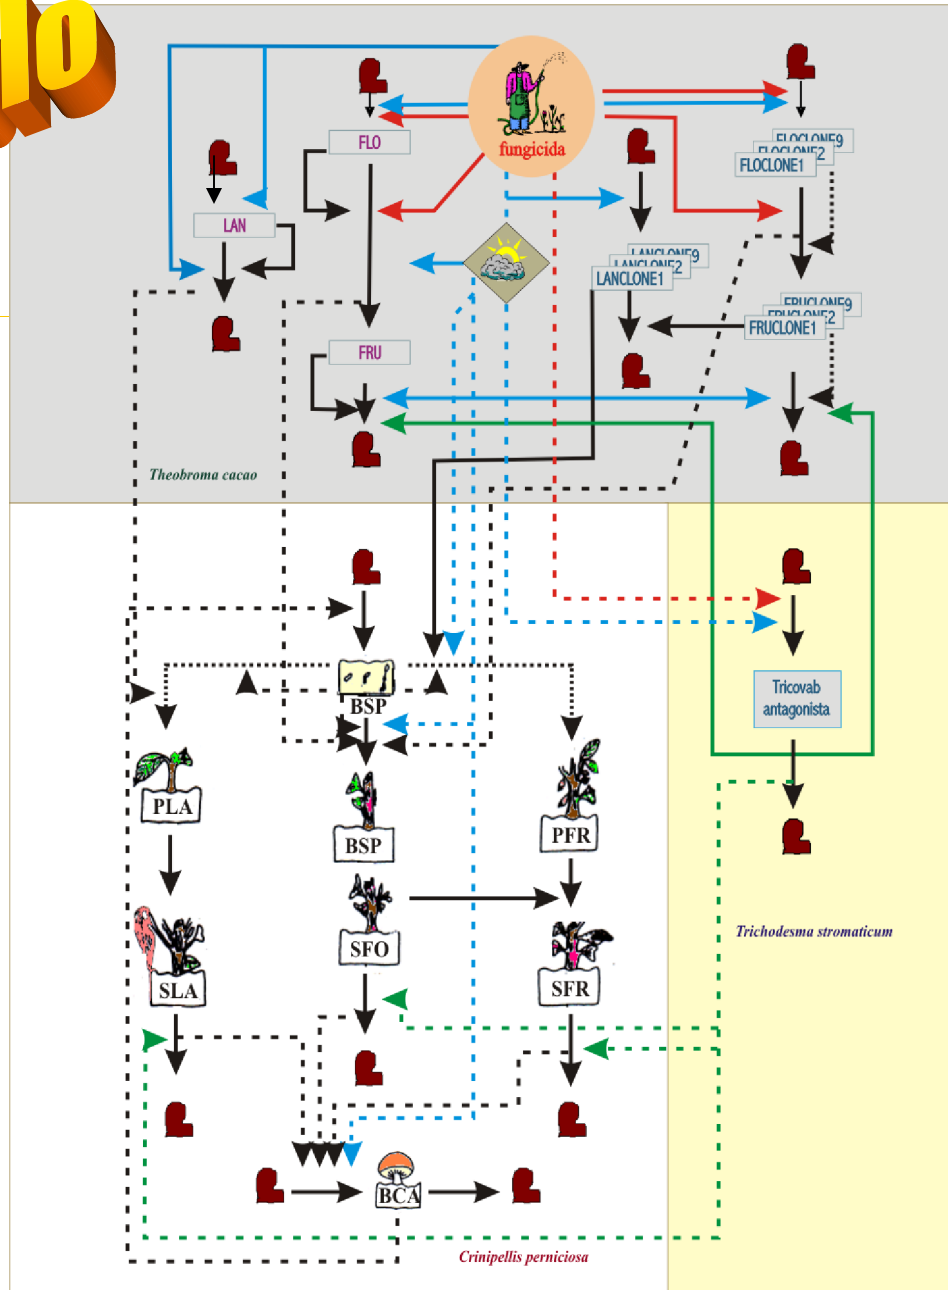 lo
fungicida
FLO
FLOCLONE9
FLOCLONE2
FLOCLONE1
LAN
LANCLONE9
LANCLONE2
LANCLONE1
FRUCLONE9
FRUCLONE2
FRUCLONE1
FRU
Theobroma cacao
BSP
Tricovab
antagonista
PLA
BSP
PFR
SFO
Trichodesma stromaticum
SLA
SFR
BCA
Crinipellis perniciosa